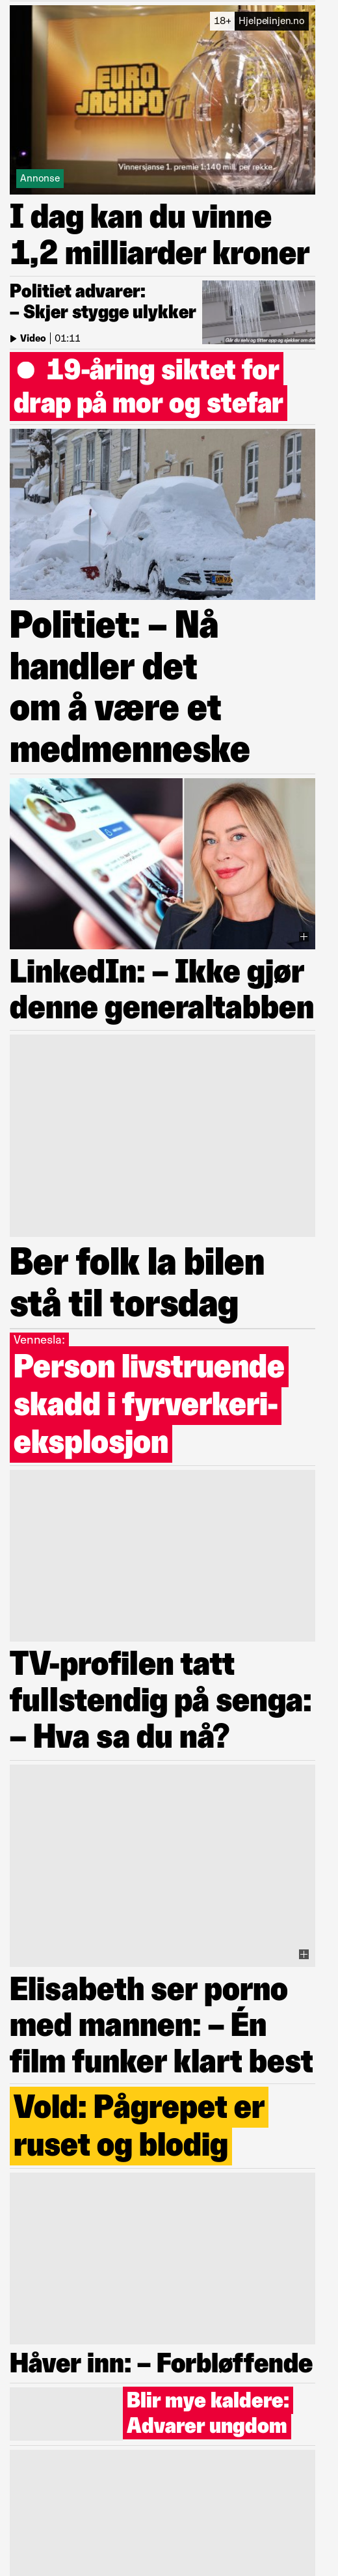 18+ Hjelpelinjen.no
EURO
JACKPOT
Vinnersjanse 1. premie 1:140 mill. per rekke.
Annonse
I dag kan du vinne
1,2 milliarder kroner
Politiet advarer:
– Skjer stygge ulykker
Video | 01:11
19-åring siktet for
drap på mor og stefar
Politiet: – Nå
handler det
om å være et
medmenneske
LinkedIn: – Ikke gjør
denne generaltabben
Ber folk la bilen
stå til torsdag
Vennesla:
Person livstruende
skadd i fyrverkeri-
eksplosjon
TV-profilen tatt
fullstendig på senga:
– Hva sa du nå?
Elisabeth ser porno
med mannen: – Én
film funker klart best
Vold: Pågrepet er
ruset og blodig
Håver inn: – Forbløffende
Blir mye kaldere:
Advarer ungdom